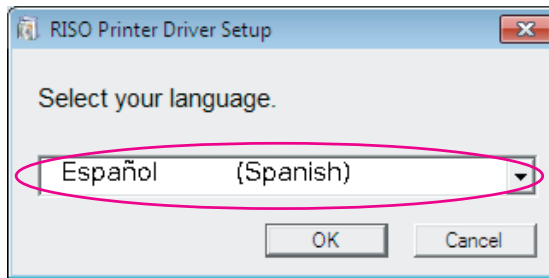 RISO Printer Driver Setup
Select your language.
Español (Spanish)
OK Cancel